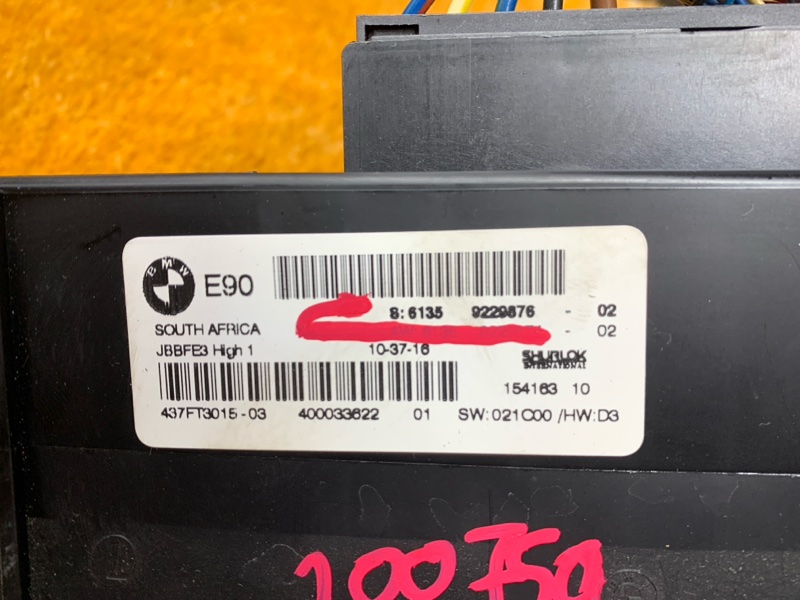 BMW
E90
S: 6135 9229876 - 02
- 02
SOUTH AFRICA
JBBFE3 High 1 10-37-16
SHURLOK
INTERNATIONAL
154163 10
437FT3015-03 400033622 01 SW: 021C00 /HW: D3
200750